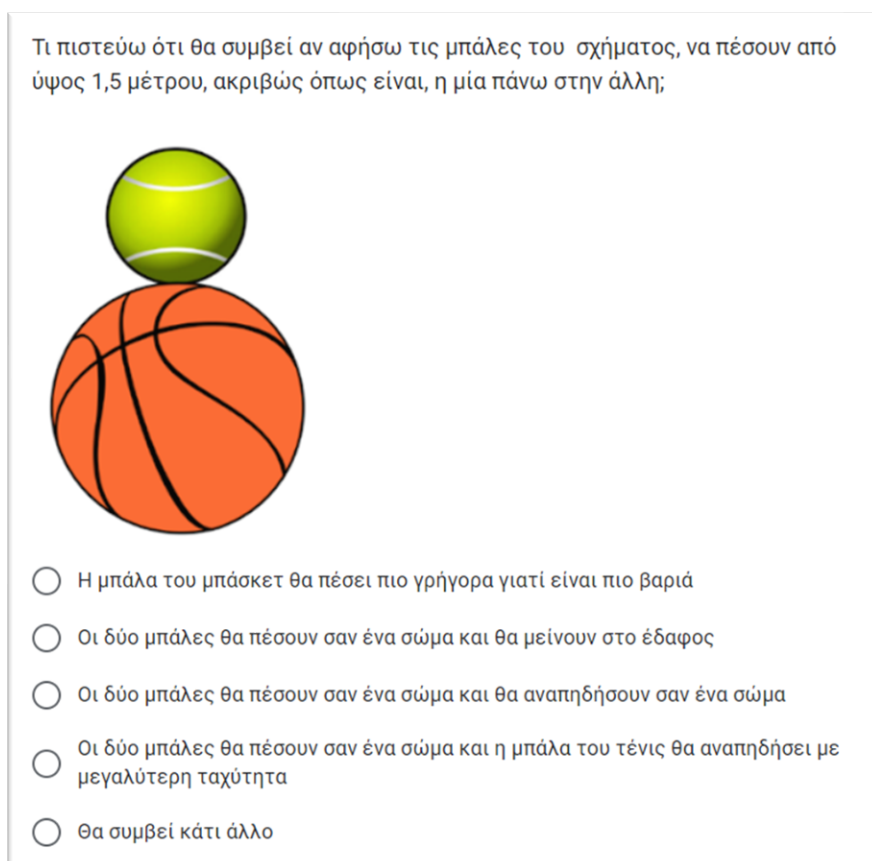 Τι πιστεύω ότι θα συμβεί αν αφήσω τις μπάλες του σχήματος, να πέσουν από
ύψος 1,5 μέτρου, ακριβώς όπως είναι, η μία πάνω στην άλλη;
Η μπάλα του μπάσκετ θα πέσει πιο γρήγορα γιατί είναι πιο βαριά
Οι δύο μπάλες θα πέσουν σαν ένα σώμα και θα μείνουν στο έδαφος
Οι δύο μπάλες θα πέσουν σαν ένα σώμα και θα αναπηδήσουν σαν ένα σώμα
Οι δύο μπάλες θα πέσουν σαν ένα σώμα και η μπάλα του τένις θα αναπηδήσει με
μεγαλύτερη ταχύτητα
Θα συμβεί κάτι άλλο